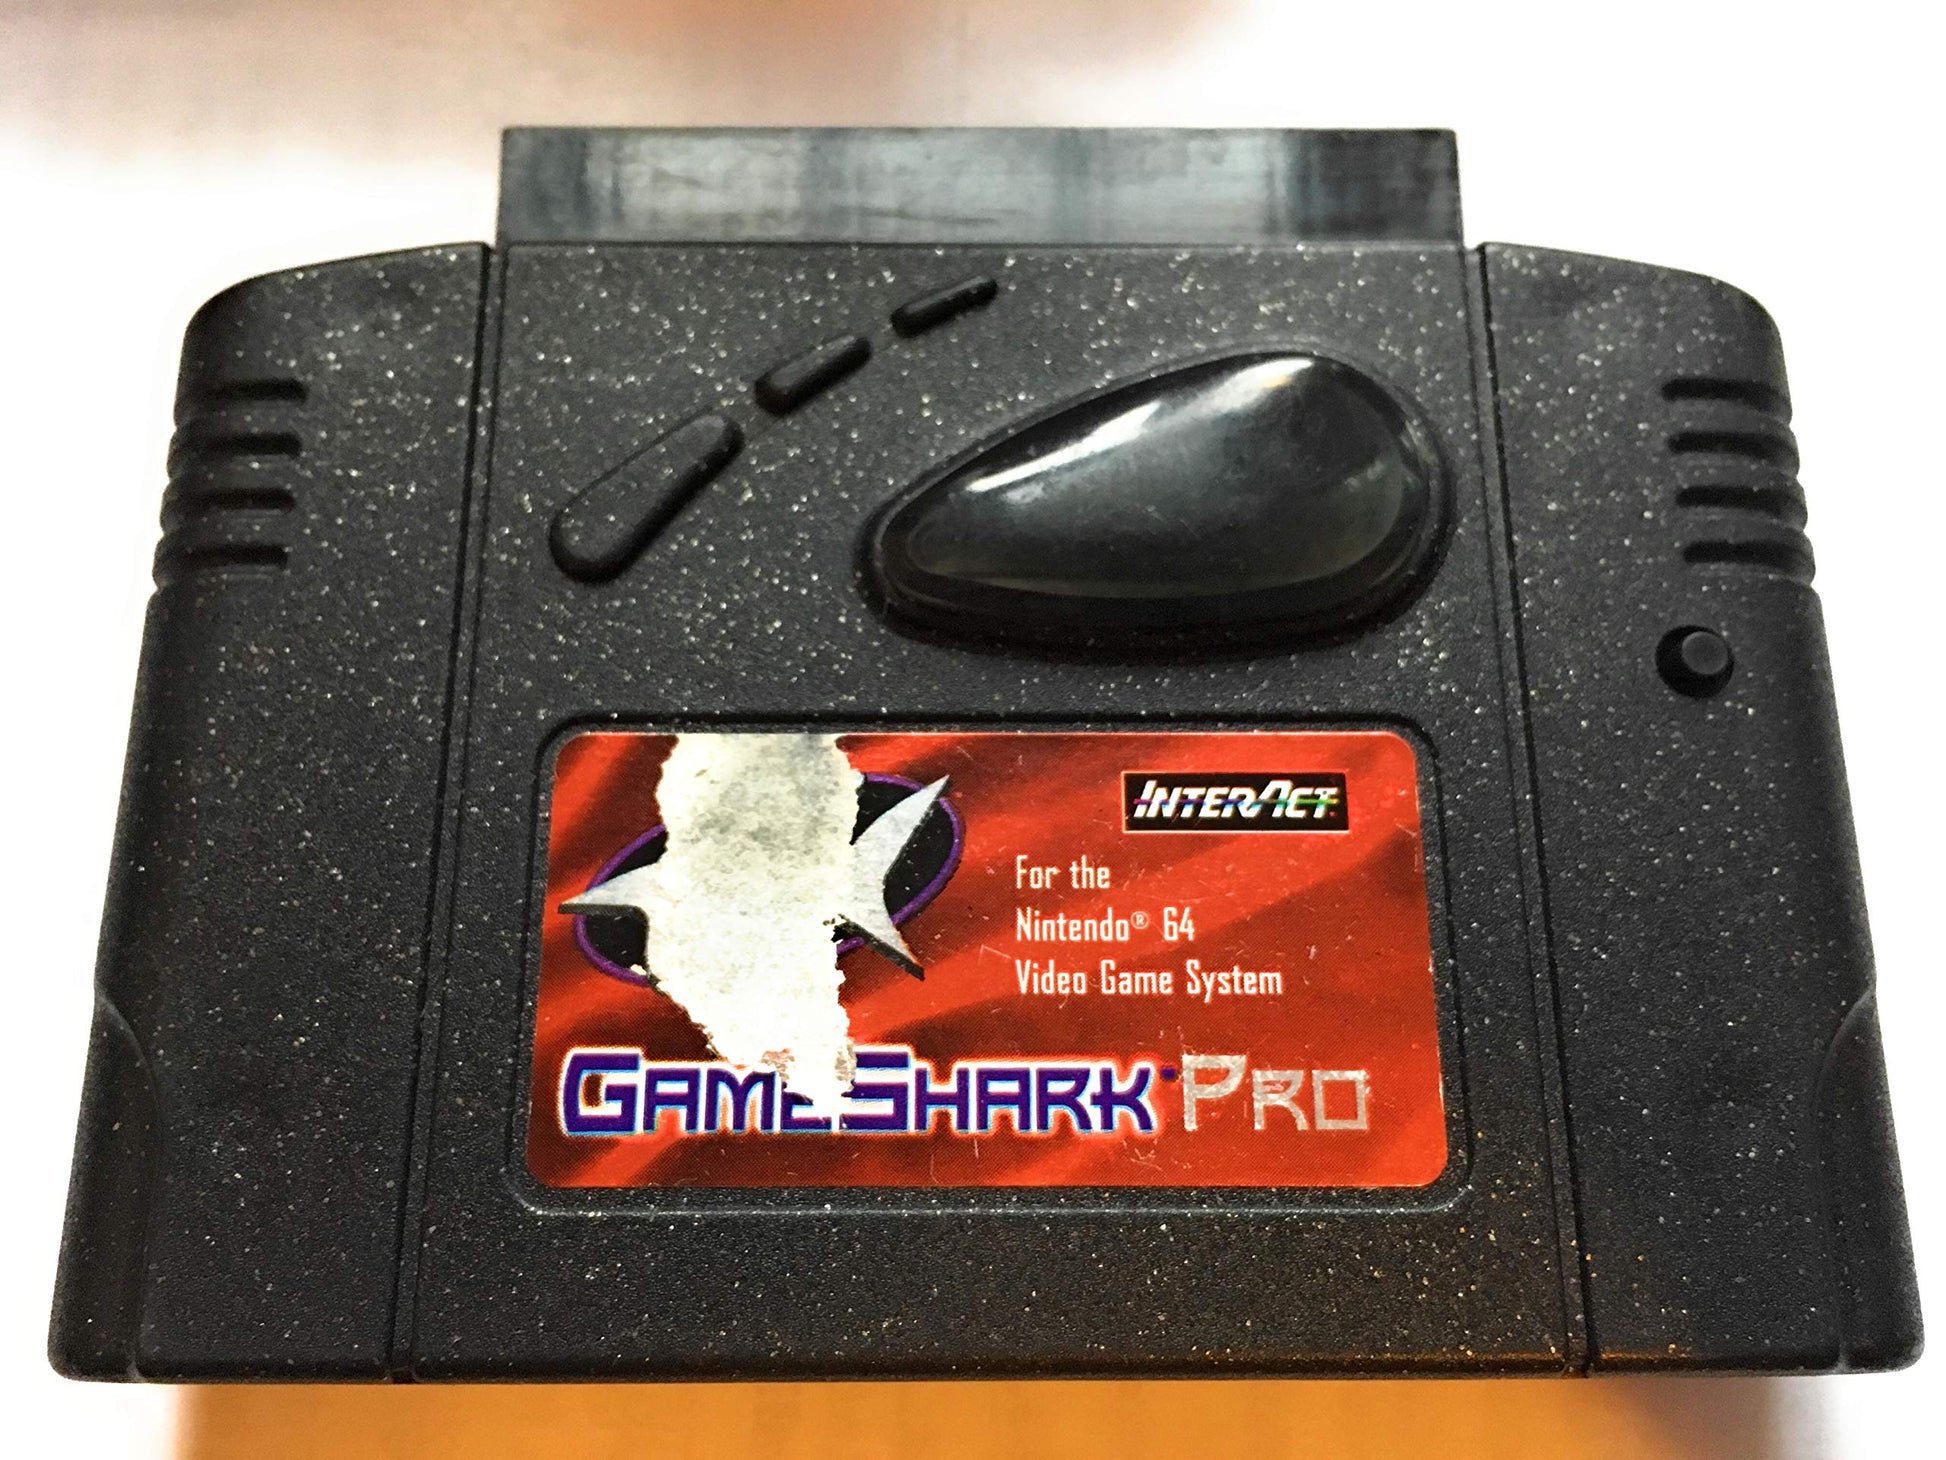 INTERACT
For the
Nintendo® 64
Video Game System
GAMESHARK PRO